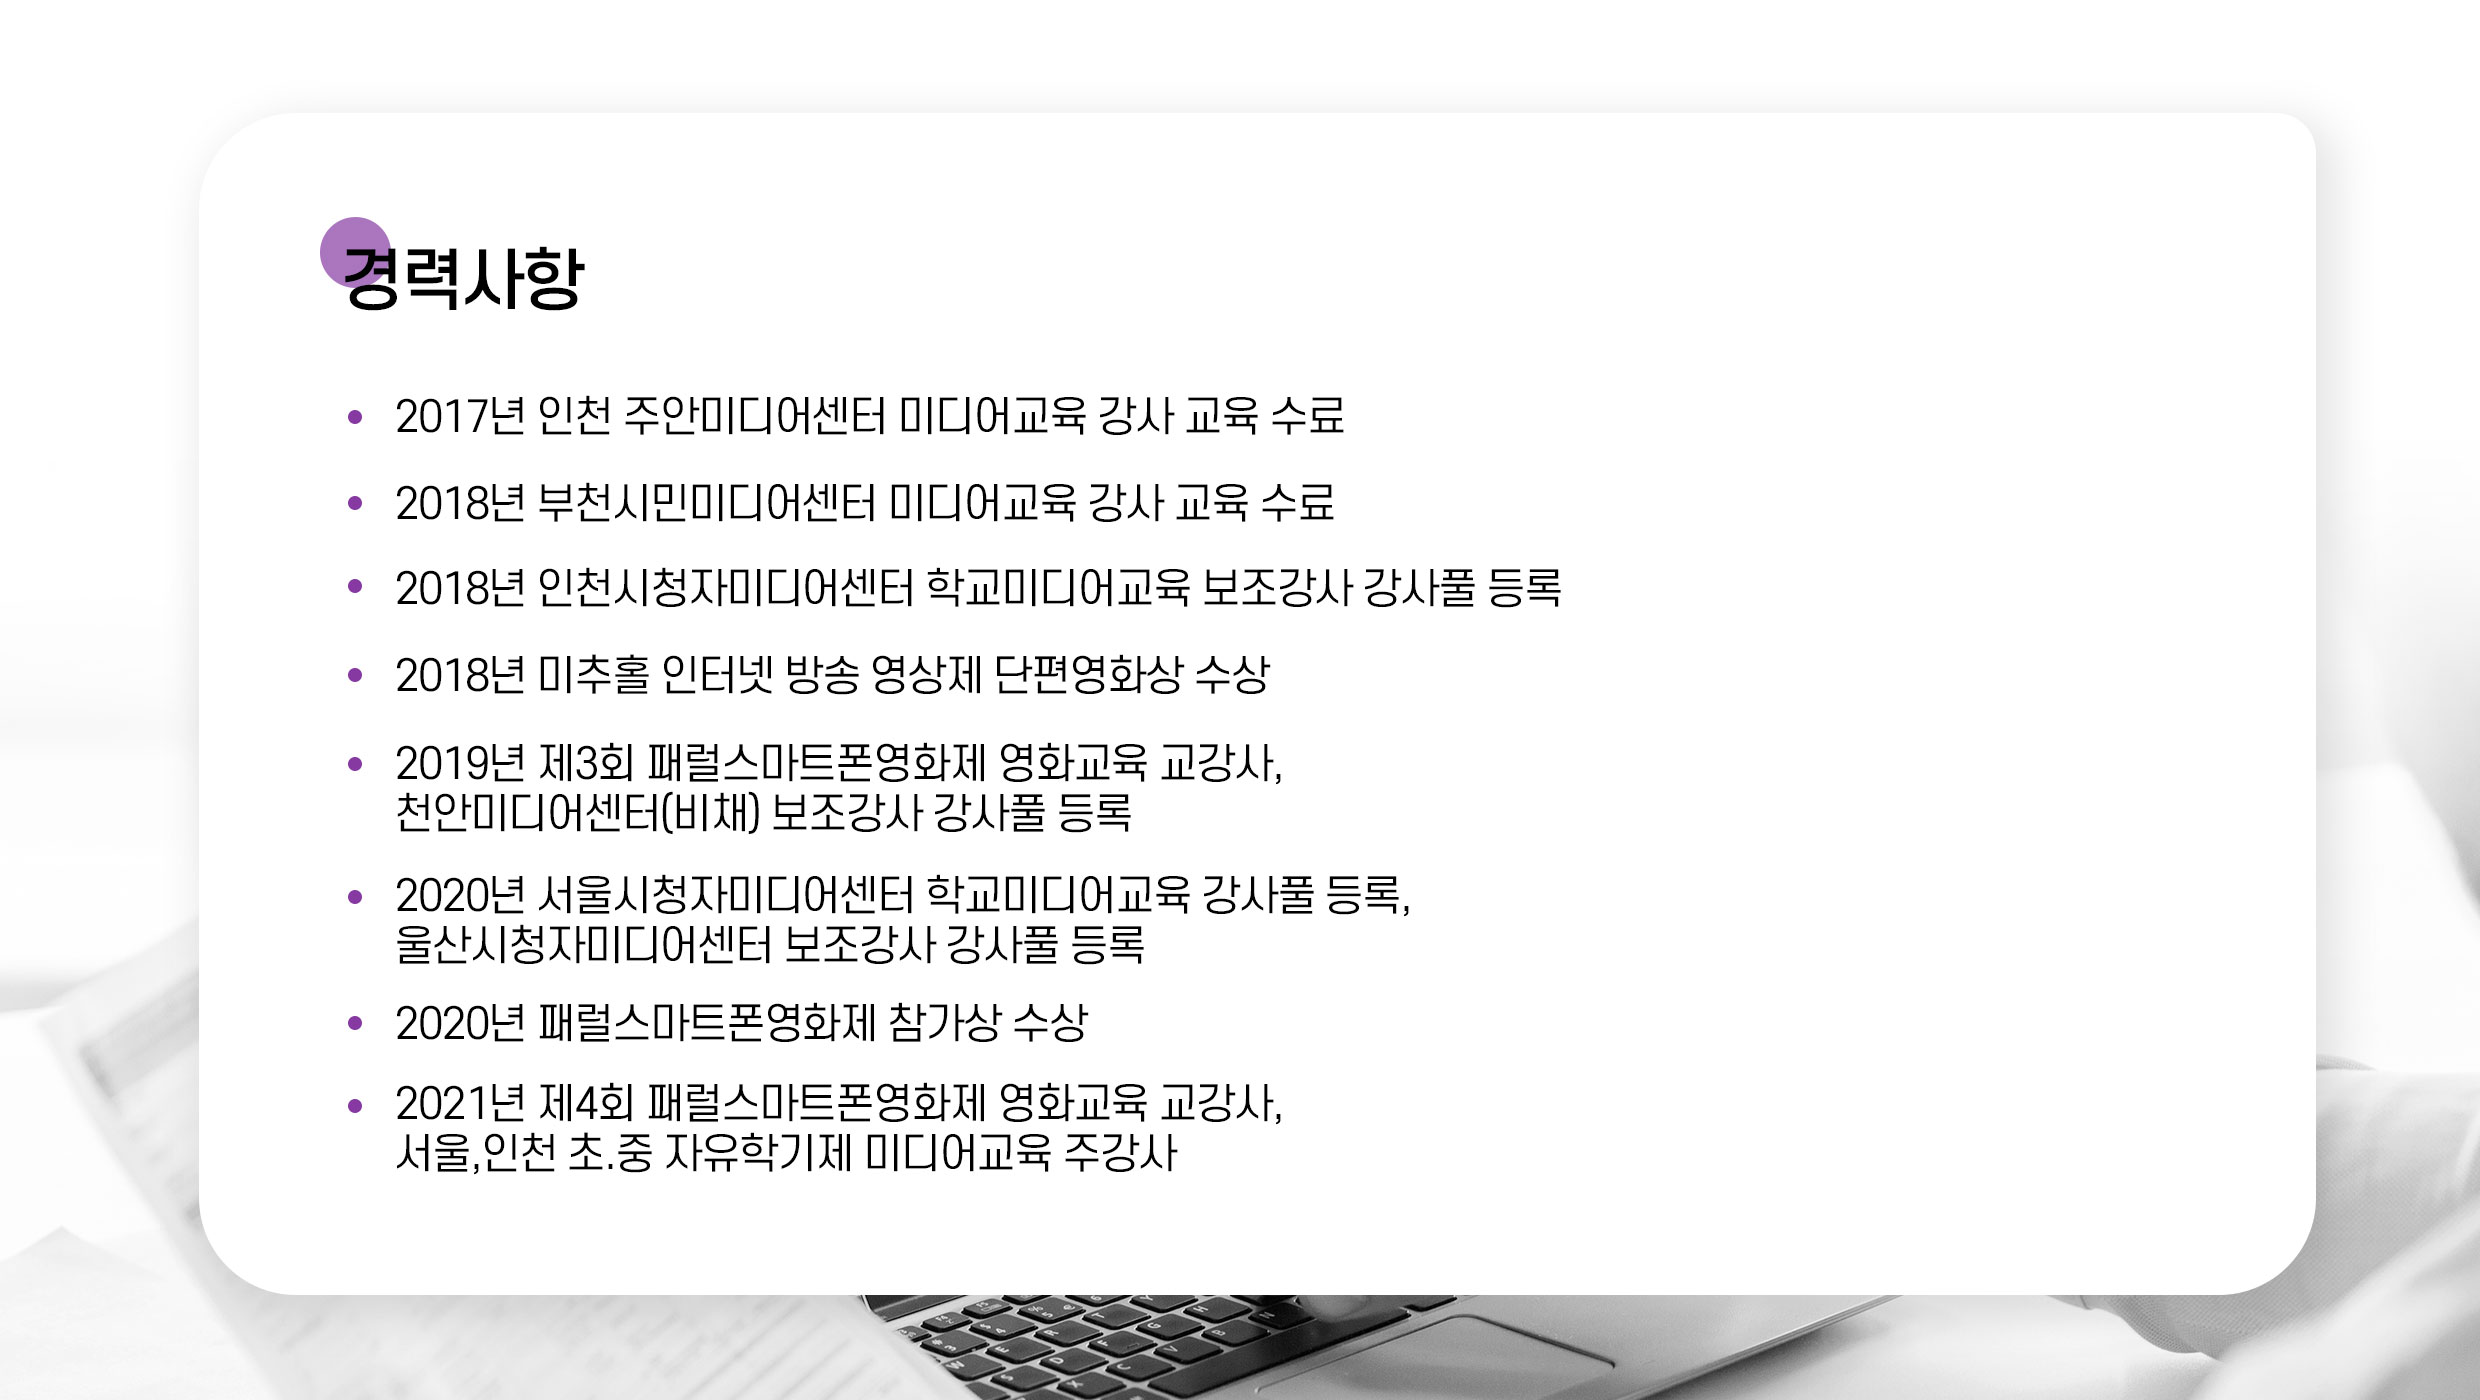 경력사항
2017년 인천 주안미디어센터 미디어교육 강사 교육 수료
2018년 부천시민미디어센터 미디어교육 강사 교육 수료
2018년 인천시청자미디어센터 학교미디어교육 보조강사 강사풀 등록
2018년 미추홀 인터넷 방송 영상제 단편영화상 수상
2019년 제3회 패럴스마트폰영화제 영화교육 교강사,
천안미디어센터(비채) 보조강사 강사풀 등록
2020년 서울시청자미디어센터 학교미디어교육 강사풀 등록,
울산시청자미디어센터 보조강사 강사풀 등록
2020년 패럴스마트폰영화제 참가상 수상
2021년 제4회 패럴스마트폰영화제 영화교육 교강사,
서울,인천 초.중 자유학기제 미디어교육 주강사